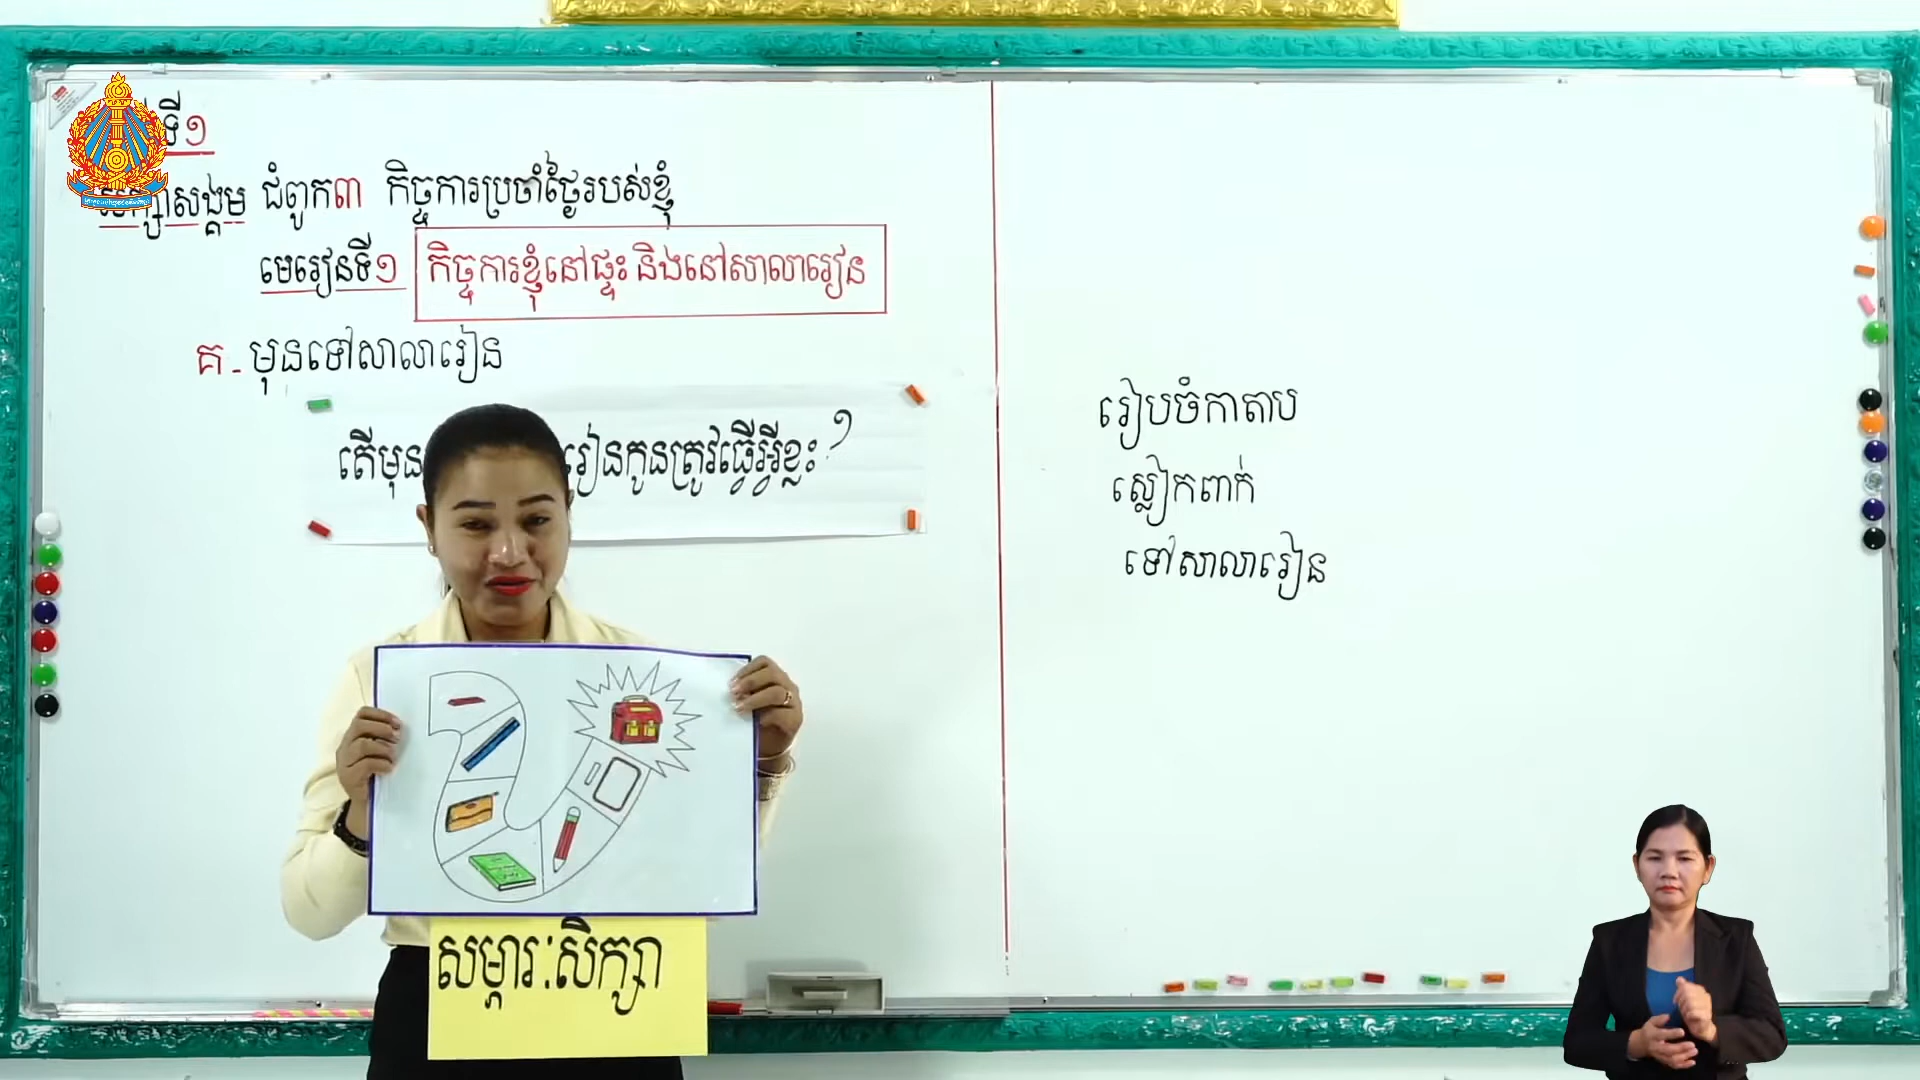 ទី១
សិក្សាសង្គម ជំពូក៣ កិច្ចការប្រចាំថ្ងៃរបស់ខ្ញុំ
មេរៀនទី១ កិច្ចការខ្ញុំនៅផ្ទះ និងនៅសាលារៀន
គ - មុនទៅសាលារៀន
តើមុន រៀនកូនត្រូវធ្វើអ្វីខ្លះ?
រៀបចំកាតាប
ស្លៀកពាក់
ទៅសាលារៀន
សម្ភារៈសិក្សា